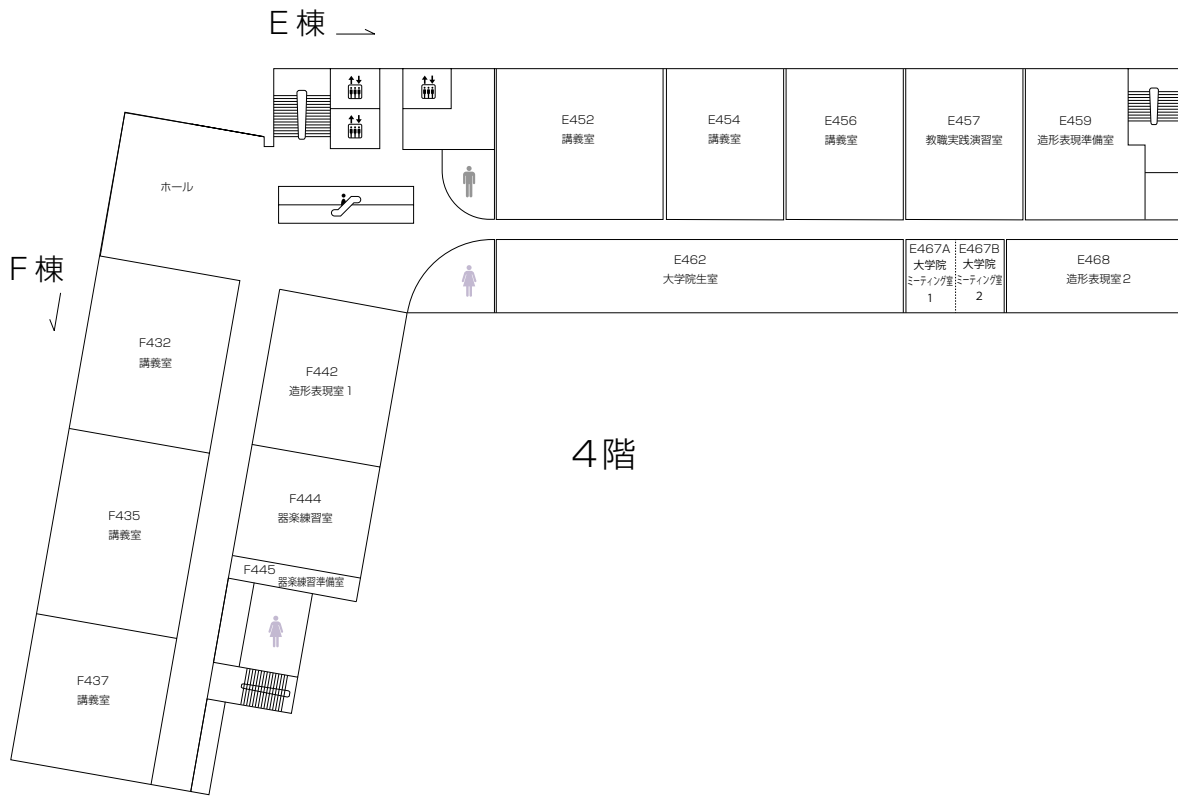 E棟
E452
講義室
E454
講義室
E456
講義室
E457
教職実践演習室
E459
造形表現準備室
ホール
F棟
E462
大学院生室
E467A
大学院
ミーティング室
1
E467B
大学院
ミーティング室
2
E468
造形表現室2
F432
講義室
F442
造形表現室1
4階
F444
器楽練習室
F435
講義室
F445
器楽練習準備室
F437
講義室